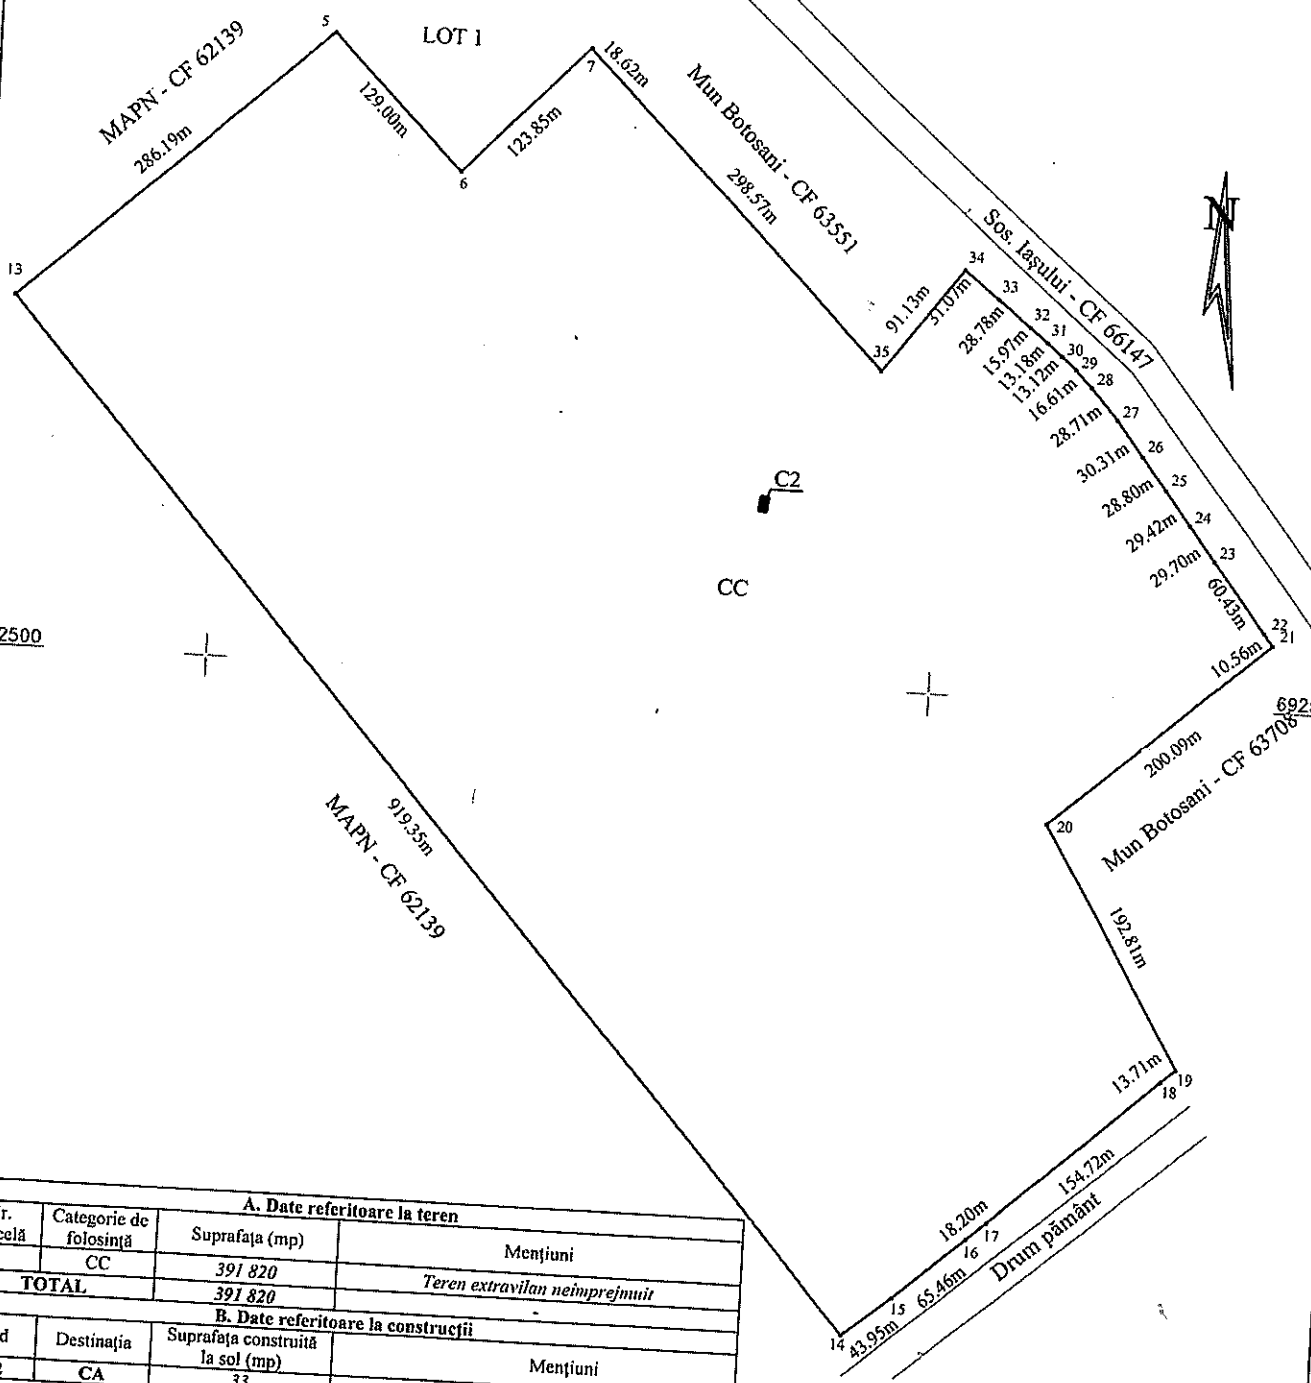 5
LOT 1
MAPN - CF 62139
7
18.62m
129.00m
123.85m
286.19m
Mun Botosani - CF 63551
6
298.57m
N
Sos. Iaşului - CF 66147
13
34
33
91.13m
31.07m
32
28.78m
31
35
15.97m
30
13.18m
29
13.12m
28
16.61m
27
28.71m
26
30.31m
C2
25
28.80m
24
29.42m
23
29.70m
CC
60.43m
2500
22
21
10.56m
692
200.09m
Mun Botosani - CF 63708
919.35m
MAPN - CF 62139
20
192.81m
13.71m
19
18
154.72m
18.20m
17
16
Drum pământ
65.46m
15
43.95m
14
A. Date referitoare la teren
Categorie de folosinţă
Suprafaţa (mp)
Menţiuni
CC
391 820
Teren extravilan neimprejmuit
TOTAL
391 820
B. Date referitoare la construcţii
Destinaţia
Suprafaţa construită la sol (mp)
Menţiuni
CA
33